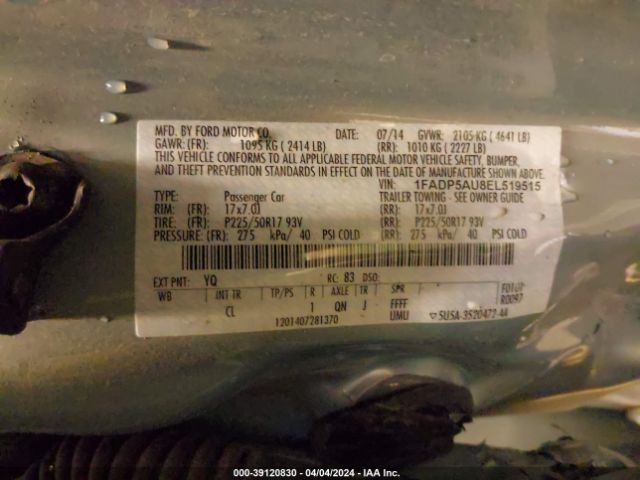 MFD. BY FORD MOTOR CO. DATE: 07/14 GVWR: 2105 KG ( 4641 LB)
GAWR: (FR): 1095 KG ( 2414 LB) (RR): 1010 KG ( 2227 LB)
THIS VEHICLE CONFORMS TO ALL APPLICABLE FEDERAL MOTOR VEHICLE SAFETY, BUMPER,
AND THEFT PREVENTION STANDARDS IN EFFECT ON THE DATE OF MANUFACTURE SHOWN ABOVE.
VIN: 1FADP5AU8EL519515
TYPE: Passenger Car TRAILER TOWING - SEE OWNER GUIDE
RIM: (FR): 17x7.0J (RR): 17x7.0J
TIRE: (FR): P225/50R17 93V (RR): P225/50R17 93V
PRESSURE: (FR): 275 kPa/ 40 PSI COLD (RR): 275 kPa/ 40 PSI COLD
EXT PNT: YQ RC: 83 DSO:
WB INT TR TP/PS R AXLE TR SPR
CL 1 QN J FFFF
UMU
1201407281370
000-39120830 - 04/04/2024 - IAA Inc.